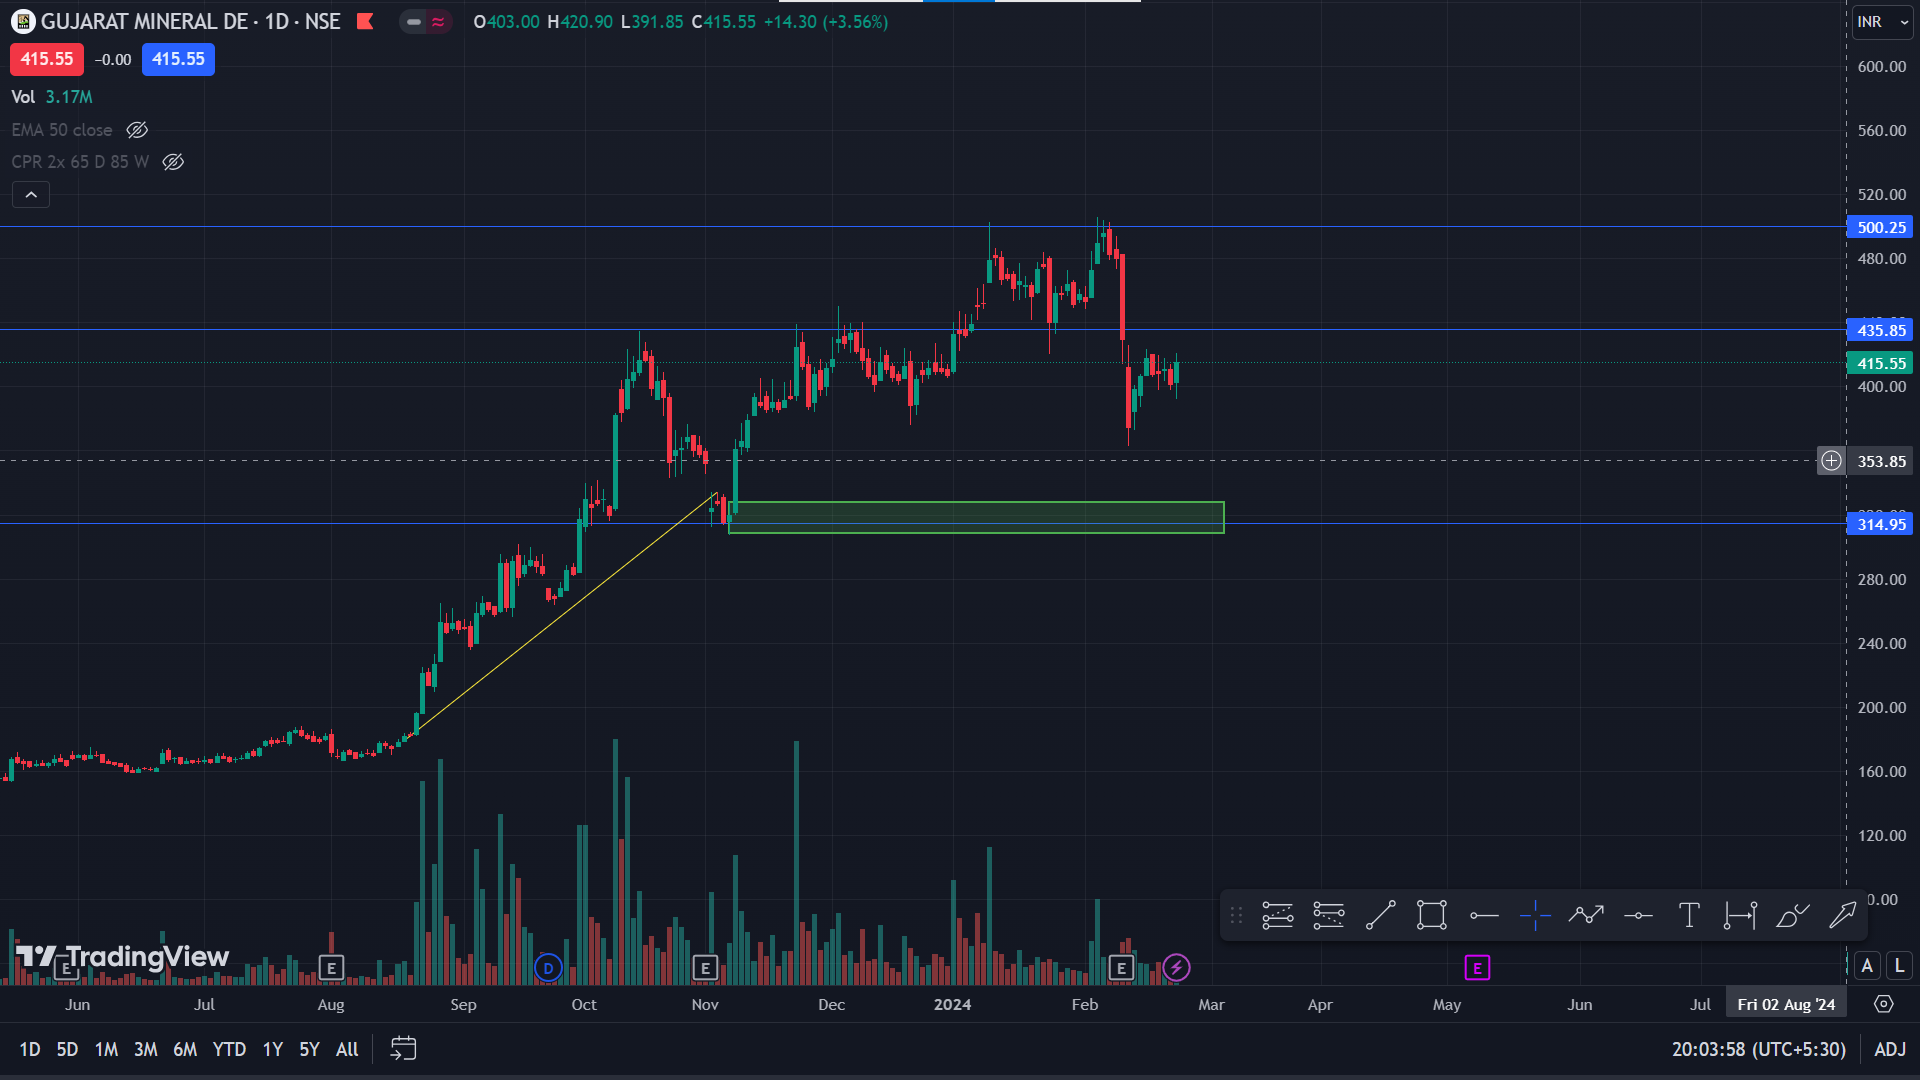 GUJARAT MINERAL DE · 1D · NSE O403.00 H420.90 L391.85 C415.55 +14.30 (+3.56%)
INR
415.55 −0.00 415.55
Vol 3.17M
EMA 50 close
CPR 2x 65 D 85 W
600.00
560.00
520.00
500.25
480.00
435.85
415.55
400.00
353.85
314.95
280.00
240.00
200.00
160.00
120.00
TradingView
E E D E E E
A L
Jun Jul Aug Sep Oct Nov Dec 2024 Feb Mar Apr May Jun Jul Fri 02 Aug '24
1D 5D 1M 3M 6M YTD 1Y 5Y All 20:03:58 (UTC+5:30) ADJ